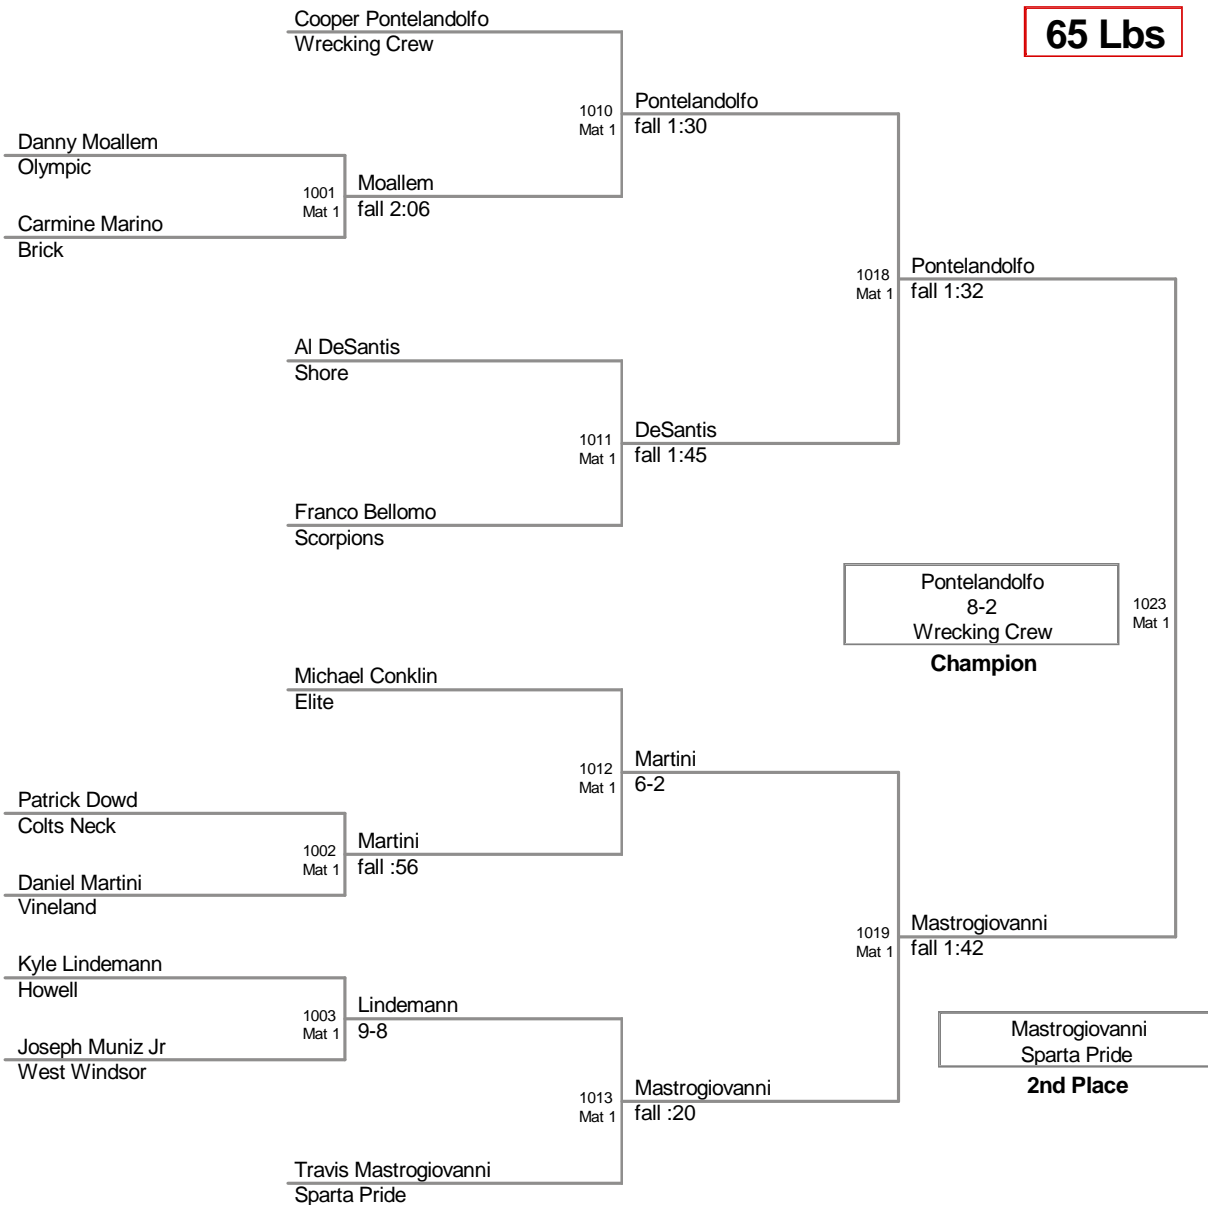 65 Lbs
Cooper Pontelandolfo
Wrecking Crew
1010
Mat 1
Pontelandolfo
fall 1:30
Danny Moallem
Olympic
1001
Mat 1
Moallem
fall 2:06
Carmine Marino
Brick
1018
Mat 1
Pontelandolfo
fall 1:32
Al DeSantis
Shore
1011
Mat 1
DeSantis
fall 1:45
Franco Bellomo
Scorpions
Pontelandolfo
8-2
Wrecking Crew
Champion
1023
Mat 1
Michael Conklin
Elite
1012
Mat 1
Martini
6-2
Patrick Dowd
Colts Neck
1002
Mat 1
Martini
fall :56
Daniel Martini
Vineland
1019
Mat 1
Mastrogiovanni
fall 1:42
Kyle Lindemann
Howell
1003
Mat 1
Lindemann
9-8
Joseph Muniz Jr
West Windsor
Mastrogiovanni
Sparta Pride
2nd Place
1013
Mat 1
Mastrogiovanni
fall :20
Travis Mastrogiovanni
Sparta Pride